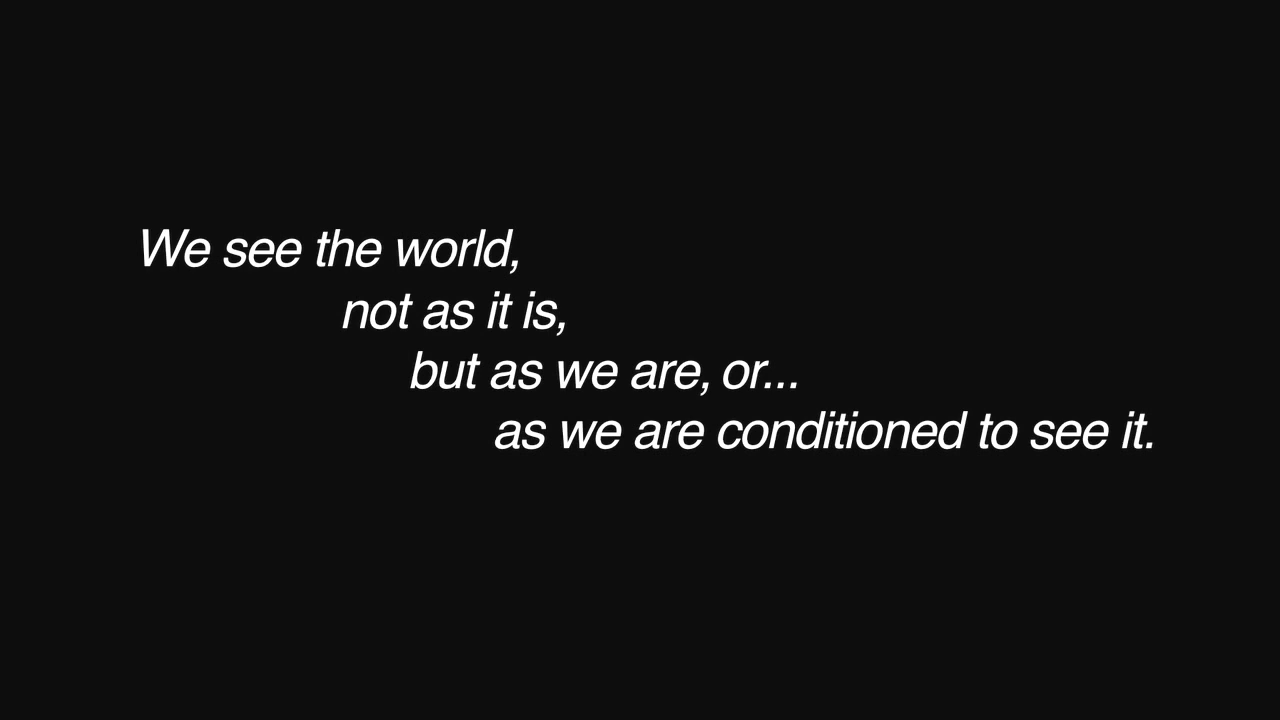 We see the world,
not as it is,
but as we are, or...
as we are conditioned to see it.